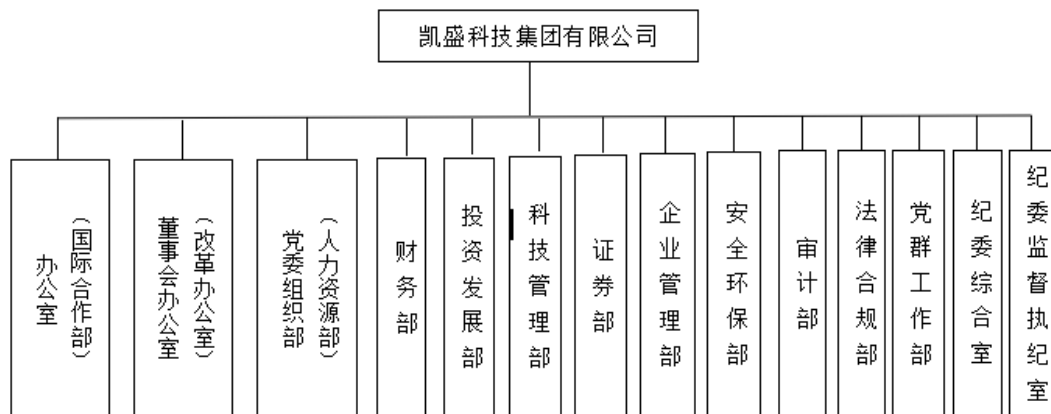 凯盛科技集团有限公司
办公室
（国际合作部）
董事会办公室
（改革办公室）
党委组织部
（人力资源部）
财务部
投资发展部
科技管理部
证券部
企业管理部
安全环保部
审计部
法律合规部
党群工作部
纪委综合室
纪委监督执纪室